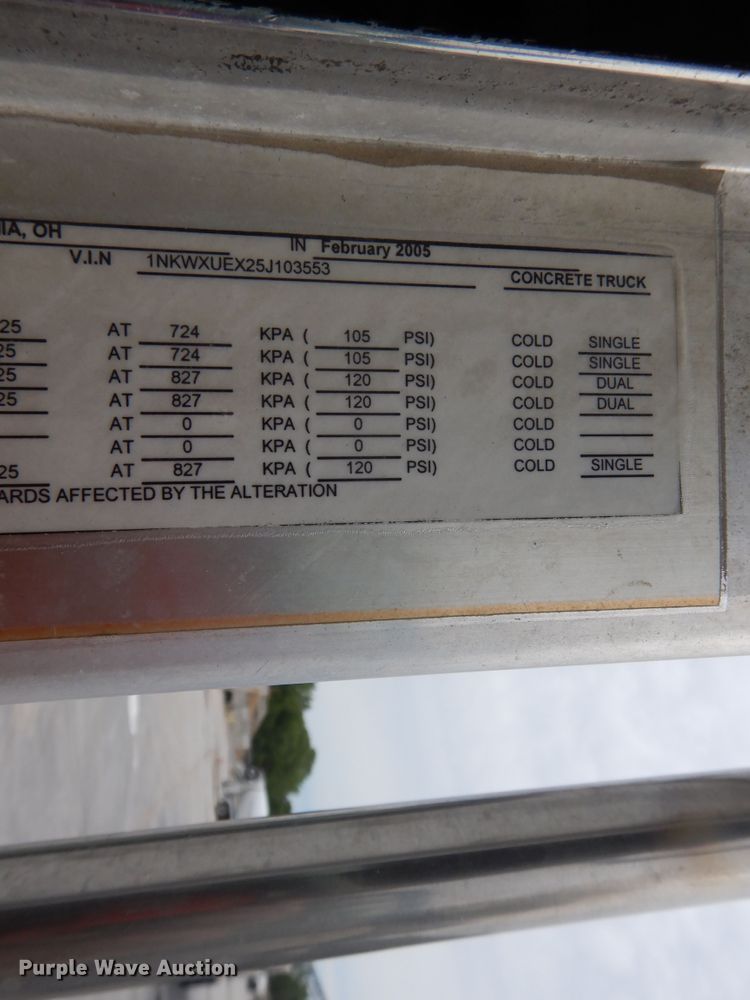 IA, OH IN February 2005
V.I.N 1NKWXUEX25J103553 CONCRETE TRUCK
25 AT 724 KPA ( 105 PSI) COLD SINGLE
25 AT 724 KPA ( 105 PSI) COLD SINGLE
25 AT 827 KPA ( 120 PSI) COLD DUAL
25 AT 827 KPA ( 120 PSI) COLD DUAL
AT 0 KPA ( 0 PSI) COLD
AT 0 KPA ( 0 PSI) COLD
25 AT 827 KPA ( 120 PSI) COLD SINGLE
ARDS AFFECTED BY THE ALTERATION
Purple Wave Auction